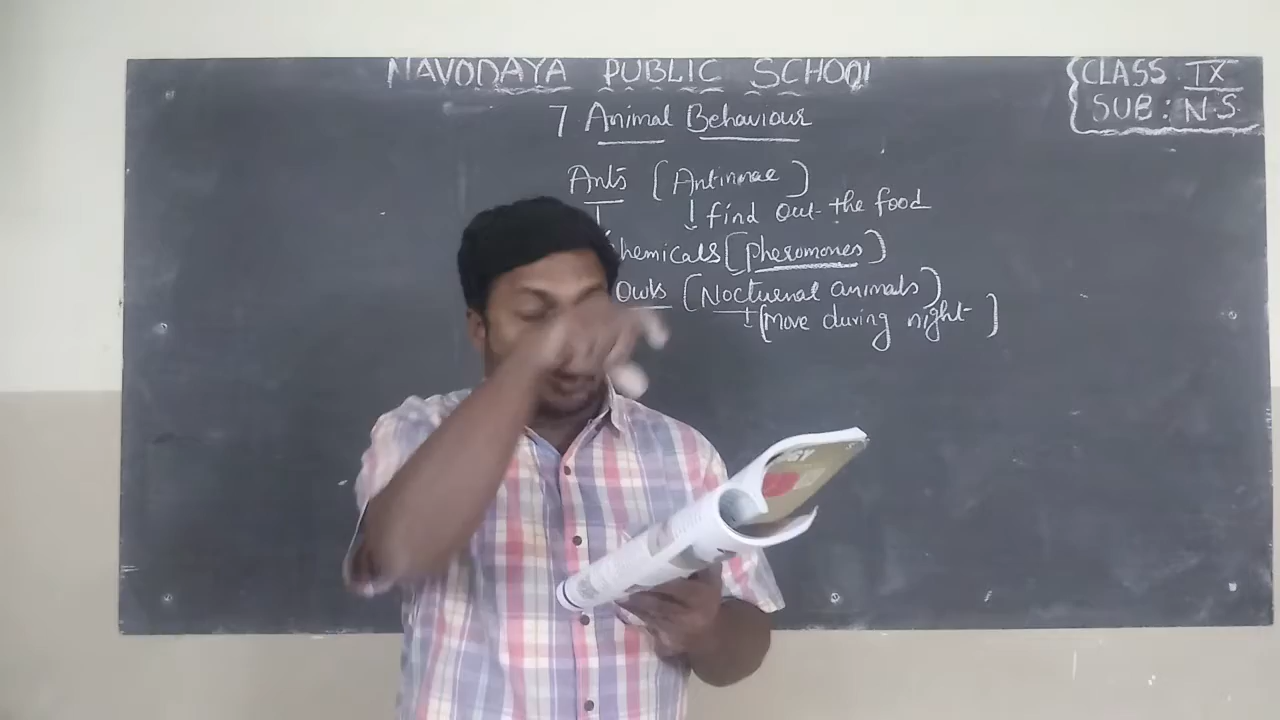 NAVODAYA PUBLIC SCHOOL
CLASS IX
SUB: N.S
7 Animal Behaviour
Ants (Antinnae)
find out the food
hemicals (pheromones)
Owls (Nocturnal animals)
(Move during night)